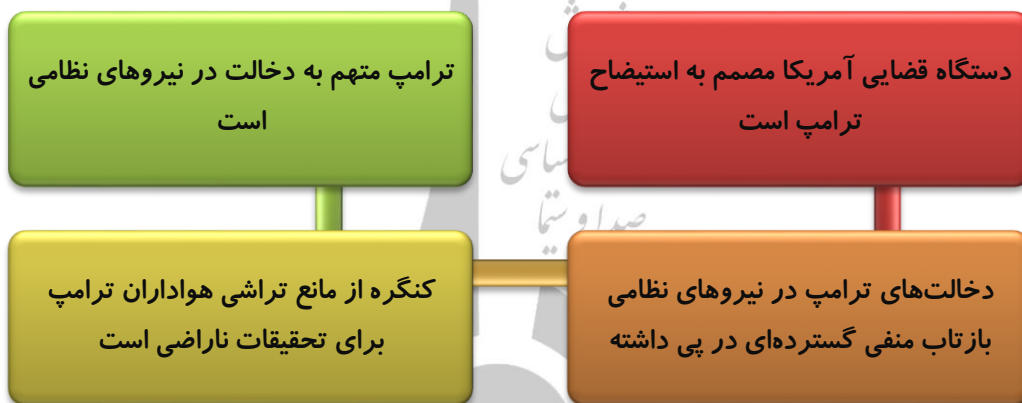 دستگاه قضایی آمریکا مصمم به استیضاح
ترامپ است
ترامپ متهم به دخالت در نیروهای نظامی
است
دخالت‌های ترامپ در نیروهای نظامی
بازتاب منفی گسترده‌ای در پی داشته
کنگره از مانع تراشی هواداران ترامپ
برای تحقیقات ناراضی است
صدا و سیما